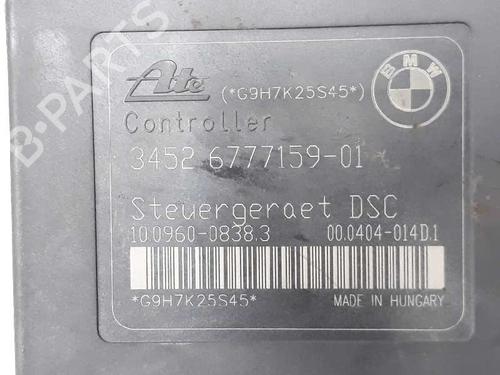 B-PARTS
Ate (*G9H7K25S45*) BMW
Controller
3452 6777159-01
Steuergeraet DSC
10.0960-0838.3 00.0404-014D.1
*G9H7K25S45* MADE IN HUNGARY